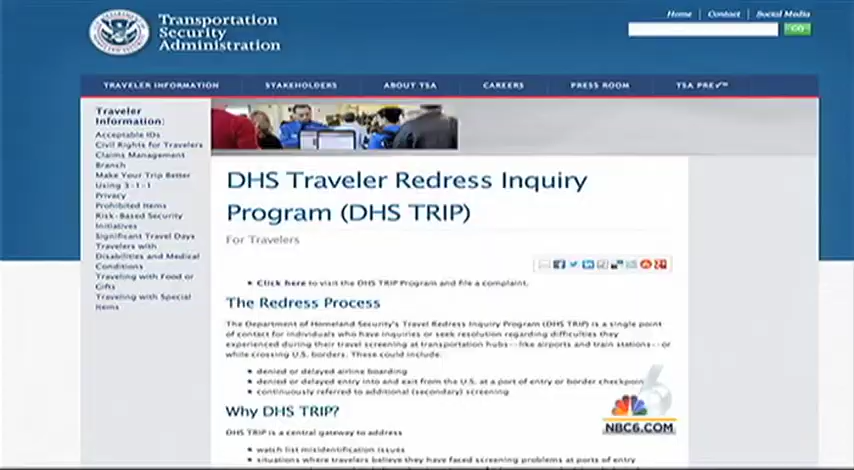 Transportation
Security
Administration
Home | Contact | Social Media
GO
TRAVELER INFORMATION STAKEHOLDERS ABOUT TSA CAREERS PRESS ROOM TSA PRE✓™
Traveler
Information:
Acceptable IDs
Civil Rights for Travelers
Claims Management
Branch
Make Your Trip Better
Using 3-1-1
Privacy
Prohibited Items
Risk-Based Security
Initiatives
Significant Travel Days
Travelers with
Disabilities and Medical
Conditions
Traveling with Food or
Gifts
Traveling with Special
Items
DHS Traveler Redress Inquiry
Program (DHS TRIP)
For Travelers
Click here to visit the DHS TRIP Program and file a complaint.
The Redress Process
The Department of Homeland Security's Travel Redress Inquiry Program (DHS TRIP) is a single point
of contact for individuals who have inquiries or seek resolution regarding difficulties they
experienced during their travel screening at transportation hubs--like airports and train stations--or
while crossing U.S. borders. These could include:
denied or delayed airline boarding
denied or delayed entry into and exit from the U.S. at a port of entry or border checkpoint
continuously referred to additional (secondary) screening
Why DHS TRIP?
DHS TRIP is a central gateway to address
watch list misidentification issues
situations where travelers believe they have faced screening problems at ports of entry
6
NBC6.COM